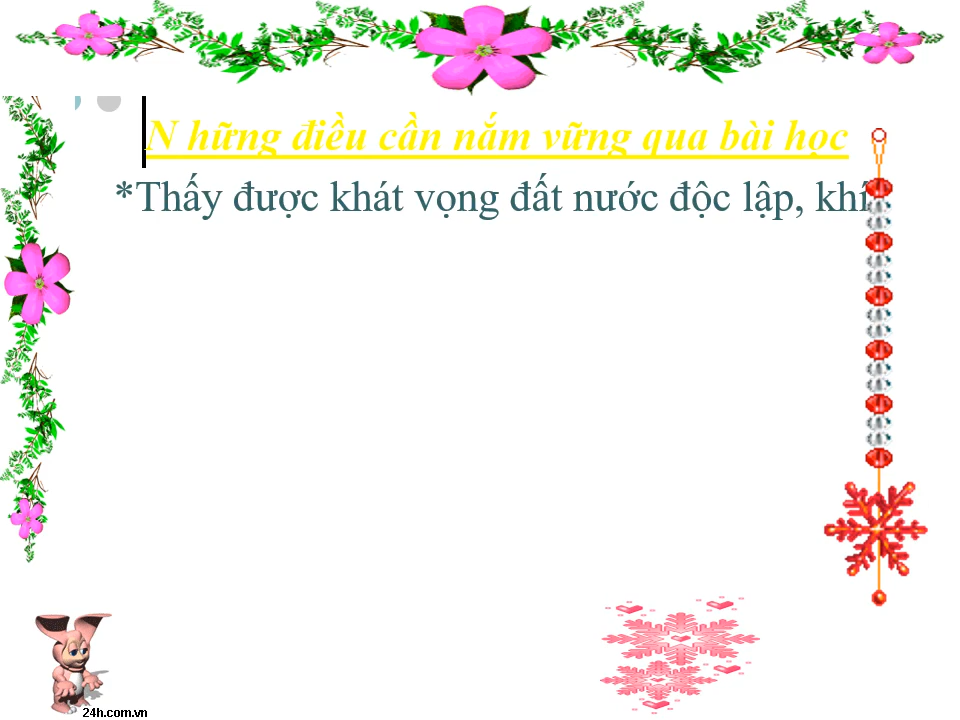 N hững điều cần nắm vững qua bài học
*Thấy được khát vọng đất nước độc lập, khí
24h.com.vn